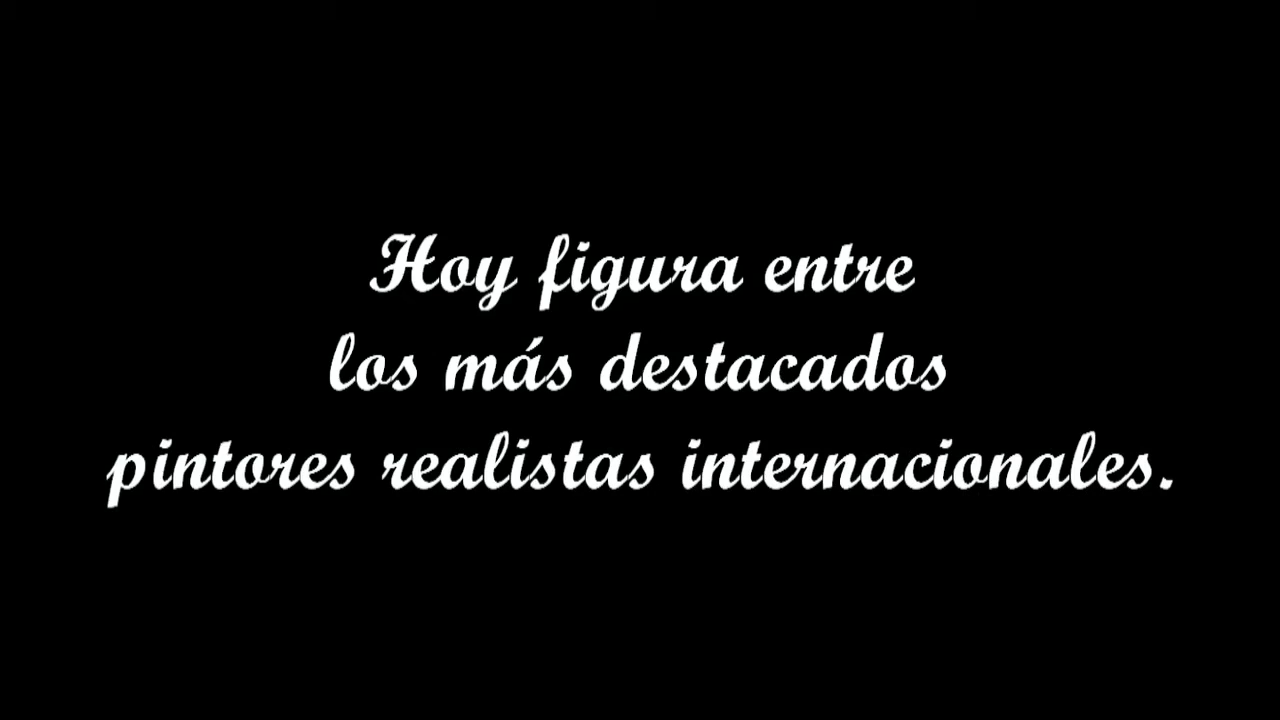 Hoy figura entre
los más destacados
pintores realistas internacionales.